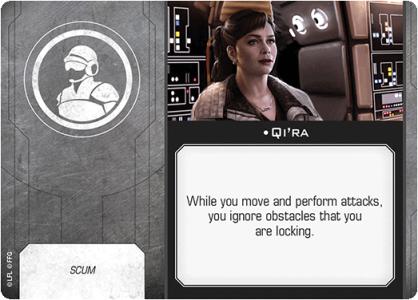 • QI'RA
While you move and perform attacks,
you ignore obstacles that you
are locking.
SCUM
©LFL ©FFG